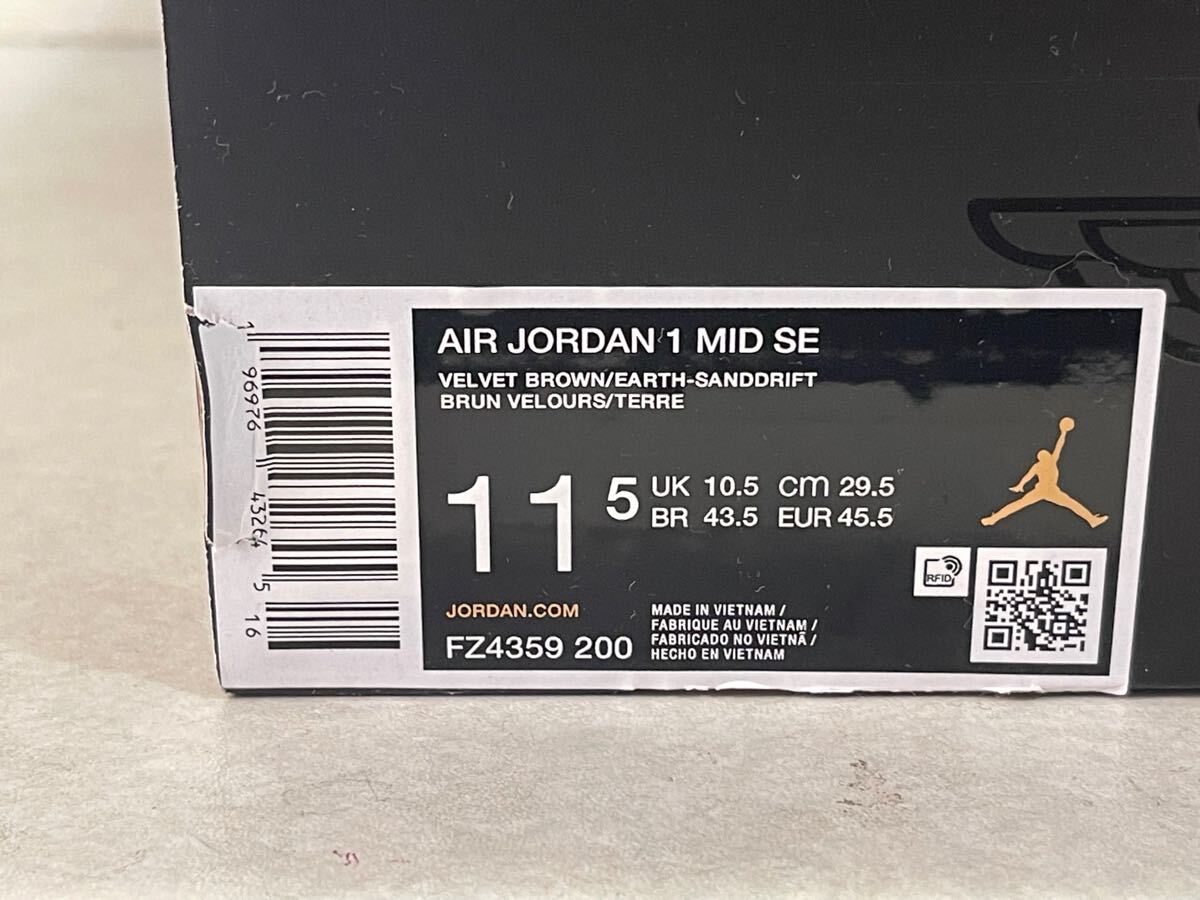 AIR JORDAN 1 MID SE
VELVET BROWN/EARTH-SANDDRIFT
BRUN VELOURS/TERRE
11 5
UK 10.5 CM 29.5
BR 43.5 EUR 45.5
JORDAN.COM
FZ4359 200
MADE IN VIETNAM /
FABRIQUE AU VIETNAM /
FABRICADO NO VIETNÃ /
HECHO EN VIETNAM
RFID
1 96976 43264 5 16